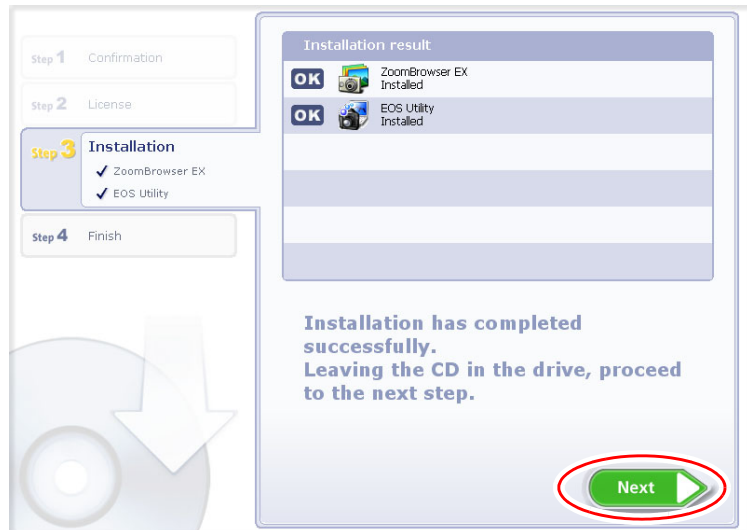 Step 1 Confirmation
Step 2 License
Step 3 Installation
ZoomBrowser EX
EOS Utility
Step 4 Finish
Installation result
OK ZoomBrowser EX
Installed
OK EOS Utility
Installed
Installation has completed
successfully.
Leaving the CD in the drive, proceed
to the next step.
Next